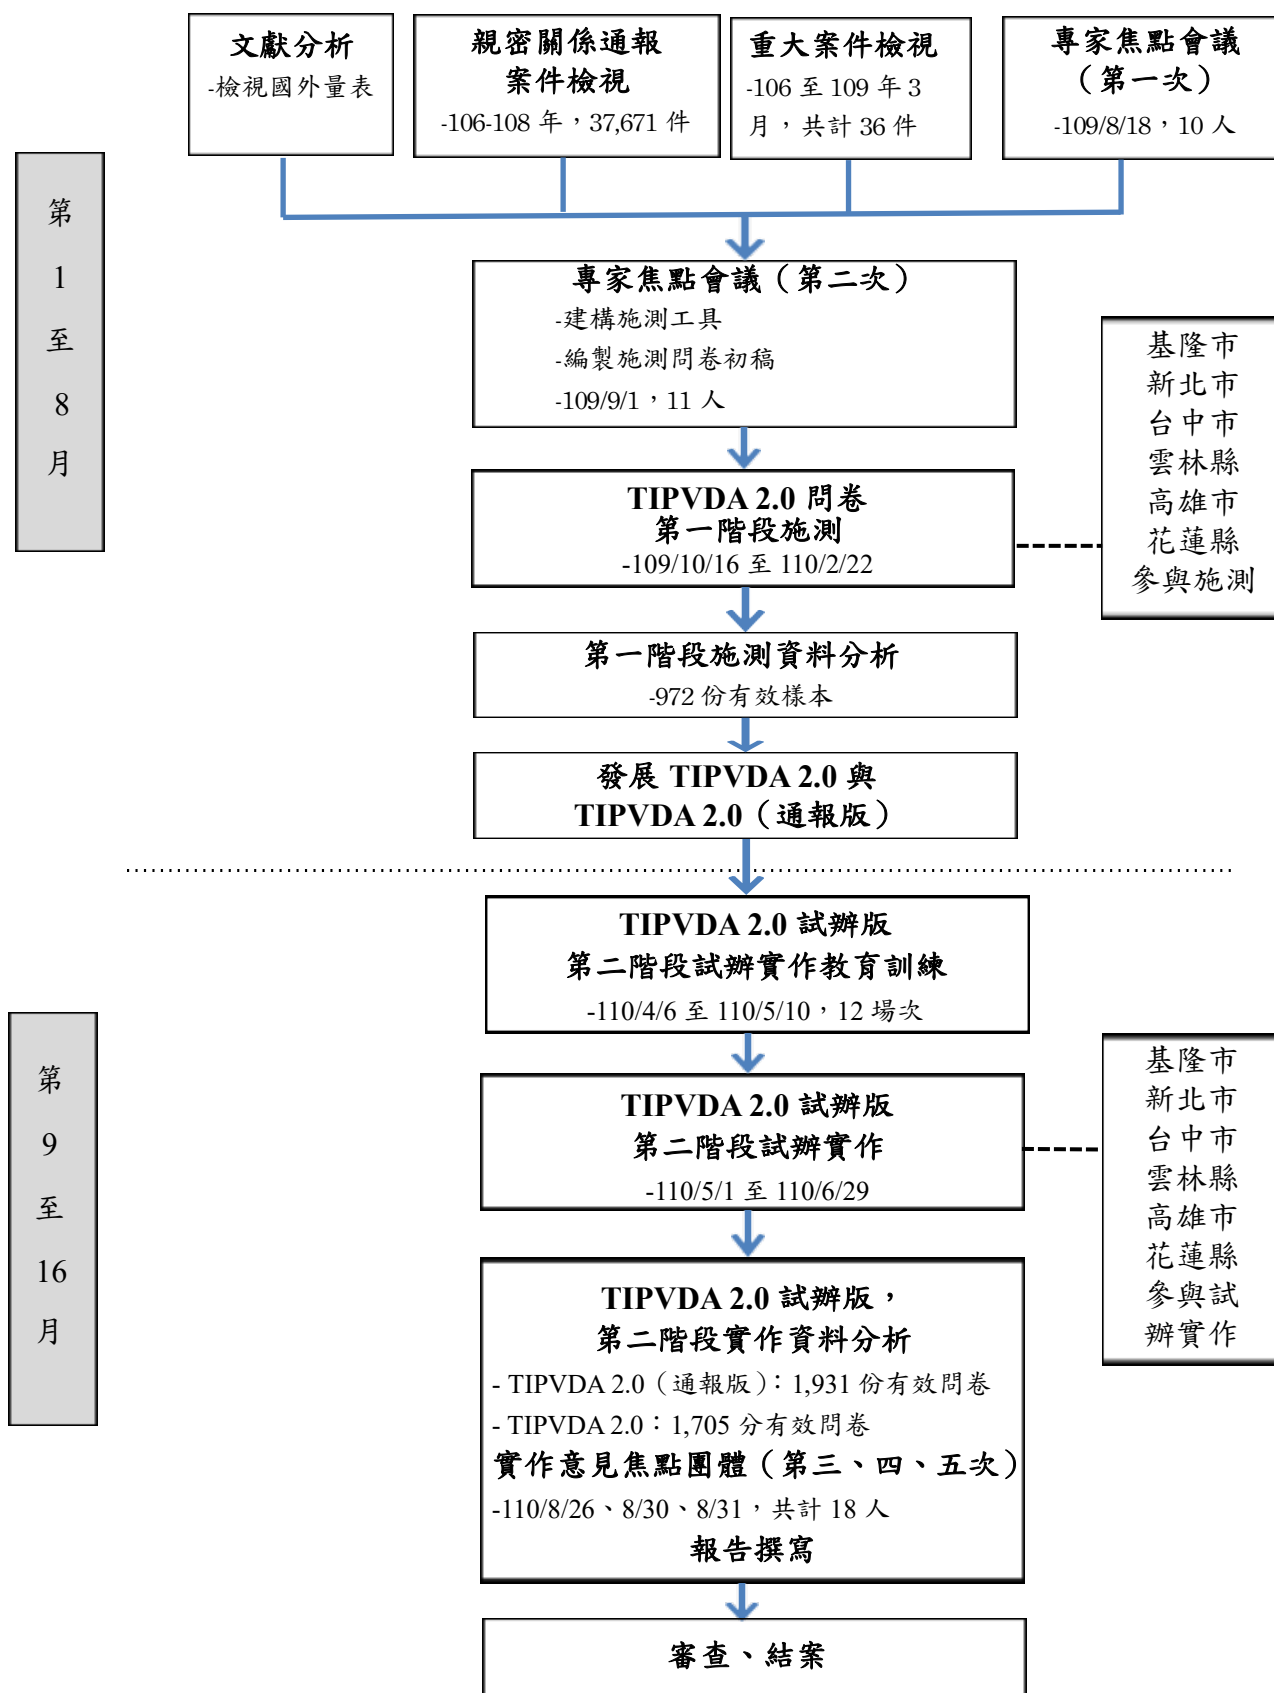 文獻分析
-檢視國外量表
親密關係通報
案件檢視
-106-108 年，37,671 件
重大案件檢視
-106 至 109 年 3
月，共計 36 件
專家焦點會議
（第一次）
-109/8/18，10 人
第
1
至
8
月
專家焦點會議（第二次）
-建構施測工具
-編製施測問卷初稿
-109/9/1，11 人
基隆市
新北市
台中市
雲林縣
高雄市
花蓮縣
參與施測
TIPVDA 2.0 問卷
第一階段施測
-109/10/16 至 110/2/22
第一階段施測資料分析
-972 份有效樣本
發展 TIPVDA 2.0 與
TIPVDA 2.0（通報版）
TIPVDA 2.0 試辦版
第二階段試辦實作教育訓練
-110/4/6 至 110/5/10，12 場次
第
9
至
16
月
TIPVDA 2.0 試辦版
第二階段試辦實作
-110/5/1 至 110/6/29
基隆市
新北市
台中市
雲林縣
高雄市
花蓮縣
參與試
辦實作
TIPVDA 2.0 試辦版，
第二階段實作資料分析
- TIPVDA 2.0（通報版）：1,931 份有效問卷
- TIPVDA 2.0：1,705 分有效問卷
實作意見焦點團體（第三、四、五次）
-110/8/26、8/30、8/31，共計 18 人
報告撰寫
審查、結案